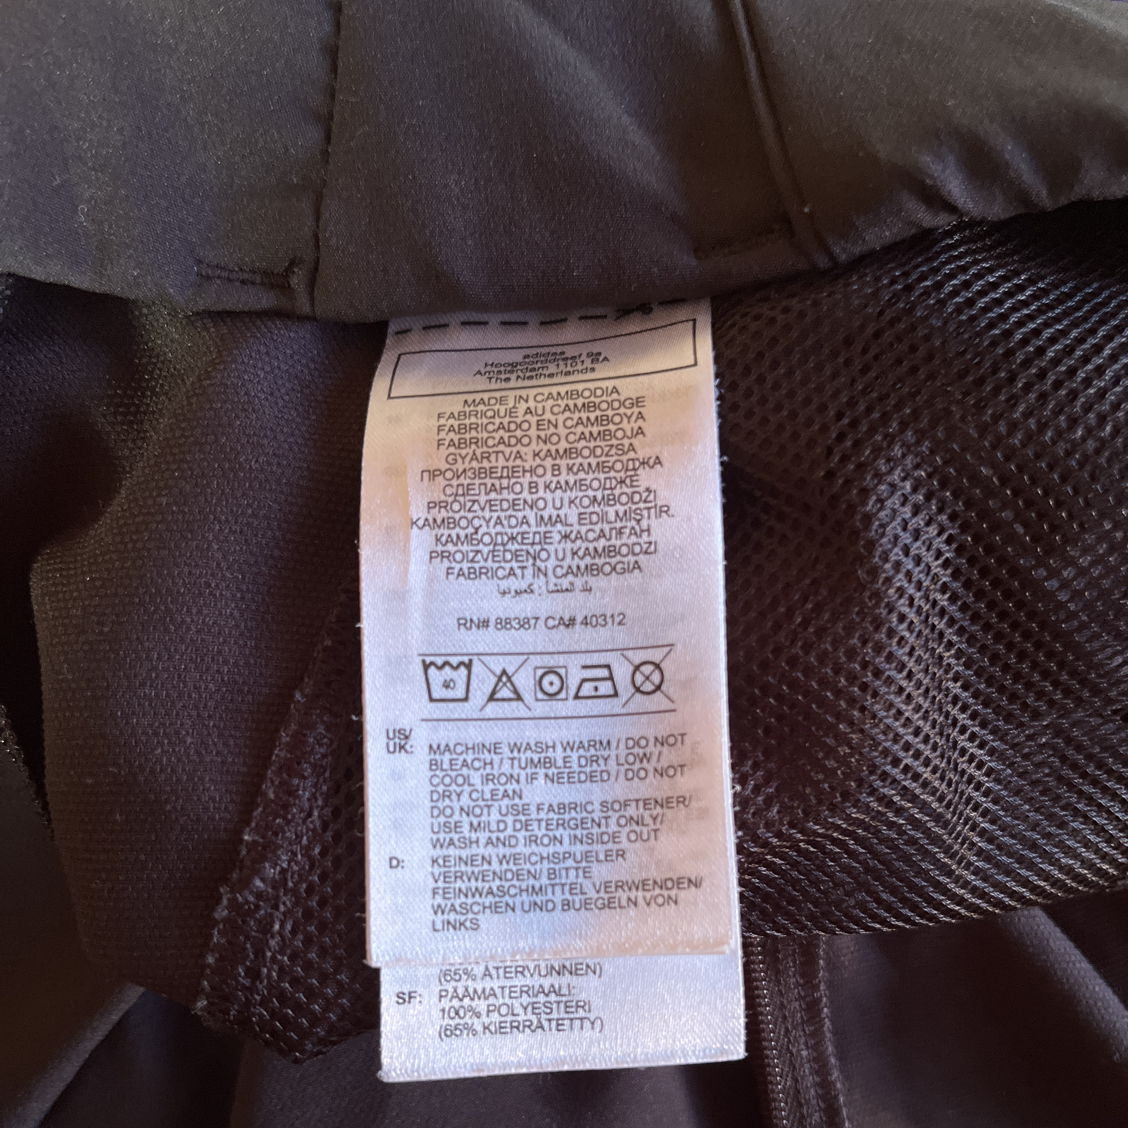 adidas
Hoogoorddreef 9a
Amsterdam 1101 BA
The Netherlands
MADE IN CAMBODIA
FABRIQUÉ AU CAMBODGE
FABRICADO EN CAMBOYA
FABRICADO NO CAMBOJA
GYÁRTVA: KAMBODZSA
ПРОИЗВЕДЕНО В КАМБОДЖА
СДЕЛАНО В КАМБОДЖЕ
PROIZVEDENO U KOMBODŽI
KAMBOÇYA'DA İMAL EDİLMİŞTİR.
КАМБОДЖЕДЕ ЖАСАЛҒАН
PROIZVEDENO U KAMBODZI
FABRICAT ÎN CAMBOGIA
بلد المنشأ : كمبوديا
RN# 88387 CA# 40312
40
US/
UK: MACHINE WASH WARM / DO NOT
BLEACH / TUMBLE DRY LOW /
COOL IRON IF NEEDED / DO NOT
DRY CLEAN
DO NOT USE FABRIC SOFTENER/
USE MILD DETERGENT ONLY/
WASH AND IRON INSIDE OUT
D: KEINEN WEICHSPUELER
VERWENDEN/ BITTE
FEINWASCHMITTEL VERWENDEN/
WASCHEN UND BUEGELN VON
LINKS
(65% ÅTERVUNNEN)
SF: PÄÄMATERIAALI:
100% POLYESTERI
(65% KIERRÄTETTY)